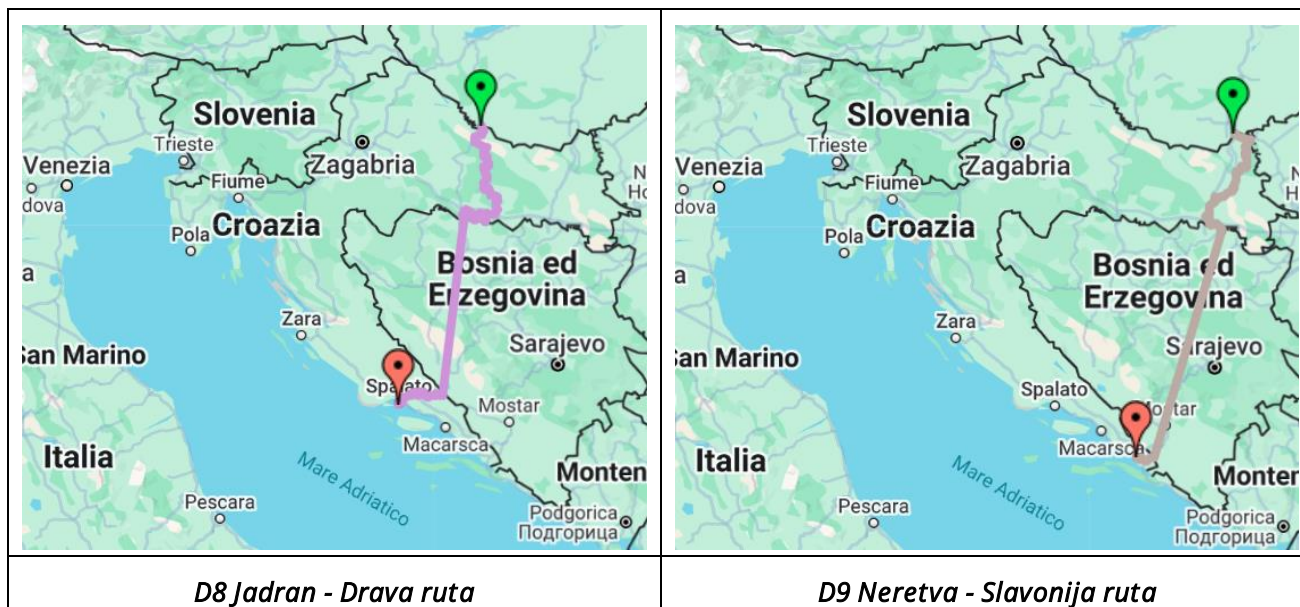 Slovenia
Trieste
Venezia
dova
Zagabria
Fiume
N
Ho
Pola
Croazia
a
Bosnia ed
Erzegovina
Zara
San Marino
Sarajevo
Spalato
Mostar
Macarsca
Italia
Mare Adriatico
Monten
Pescara
Podgorica
Подгорица
D8 Jadran - Drava ruta
Slovenia
Trieste
Venezia
dova
Zagabria
Fiume
N
Ho
Pola
Croazia
a
Bosnia ed
Erzegovina
Zara
San Marino
Sarajevo
Spalato
Mostar
Macarsca
Italia
Mare Adriatico
Monten
Pescara
Podgorica
Подгорица
D9 Neretva - Slavonija ruta